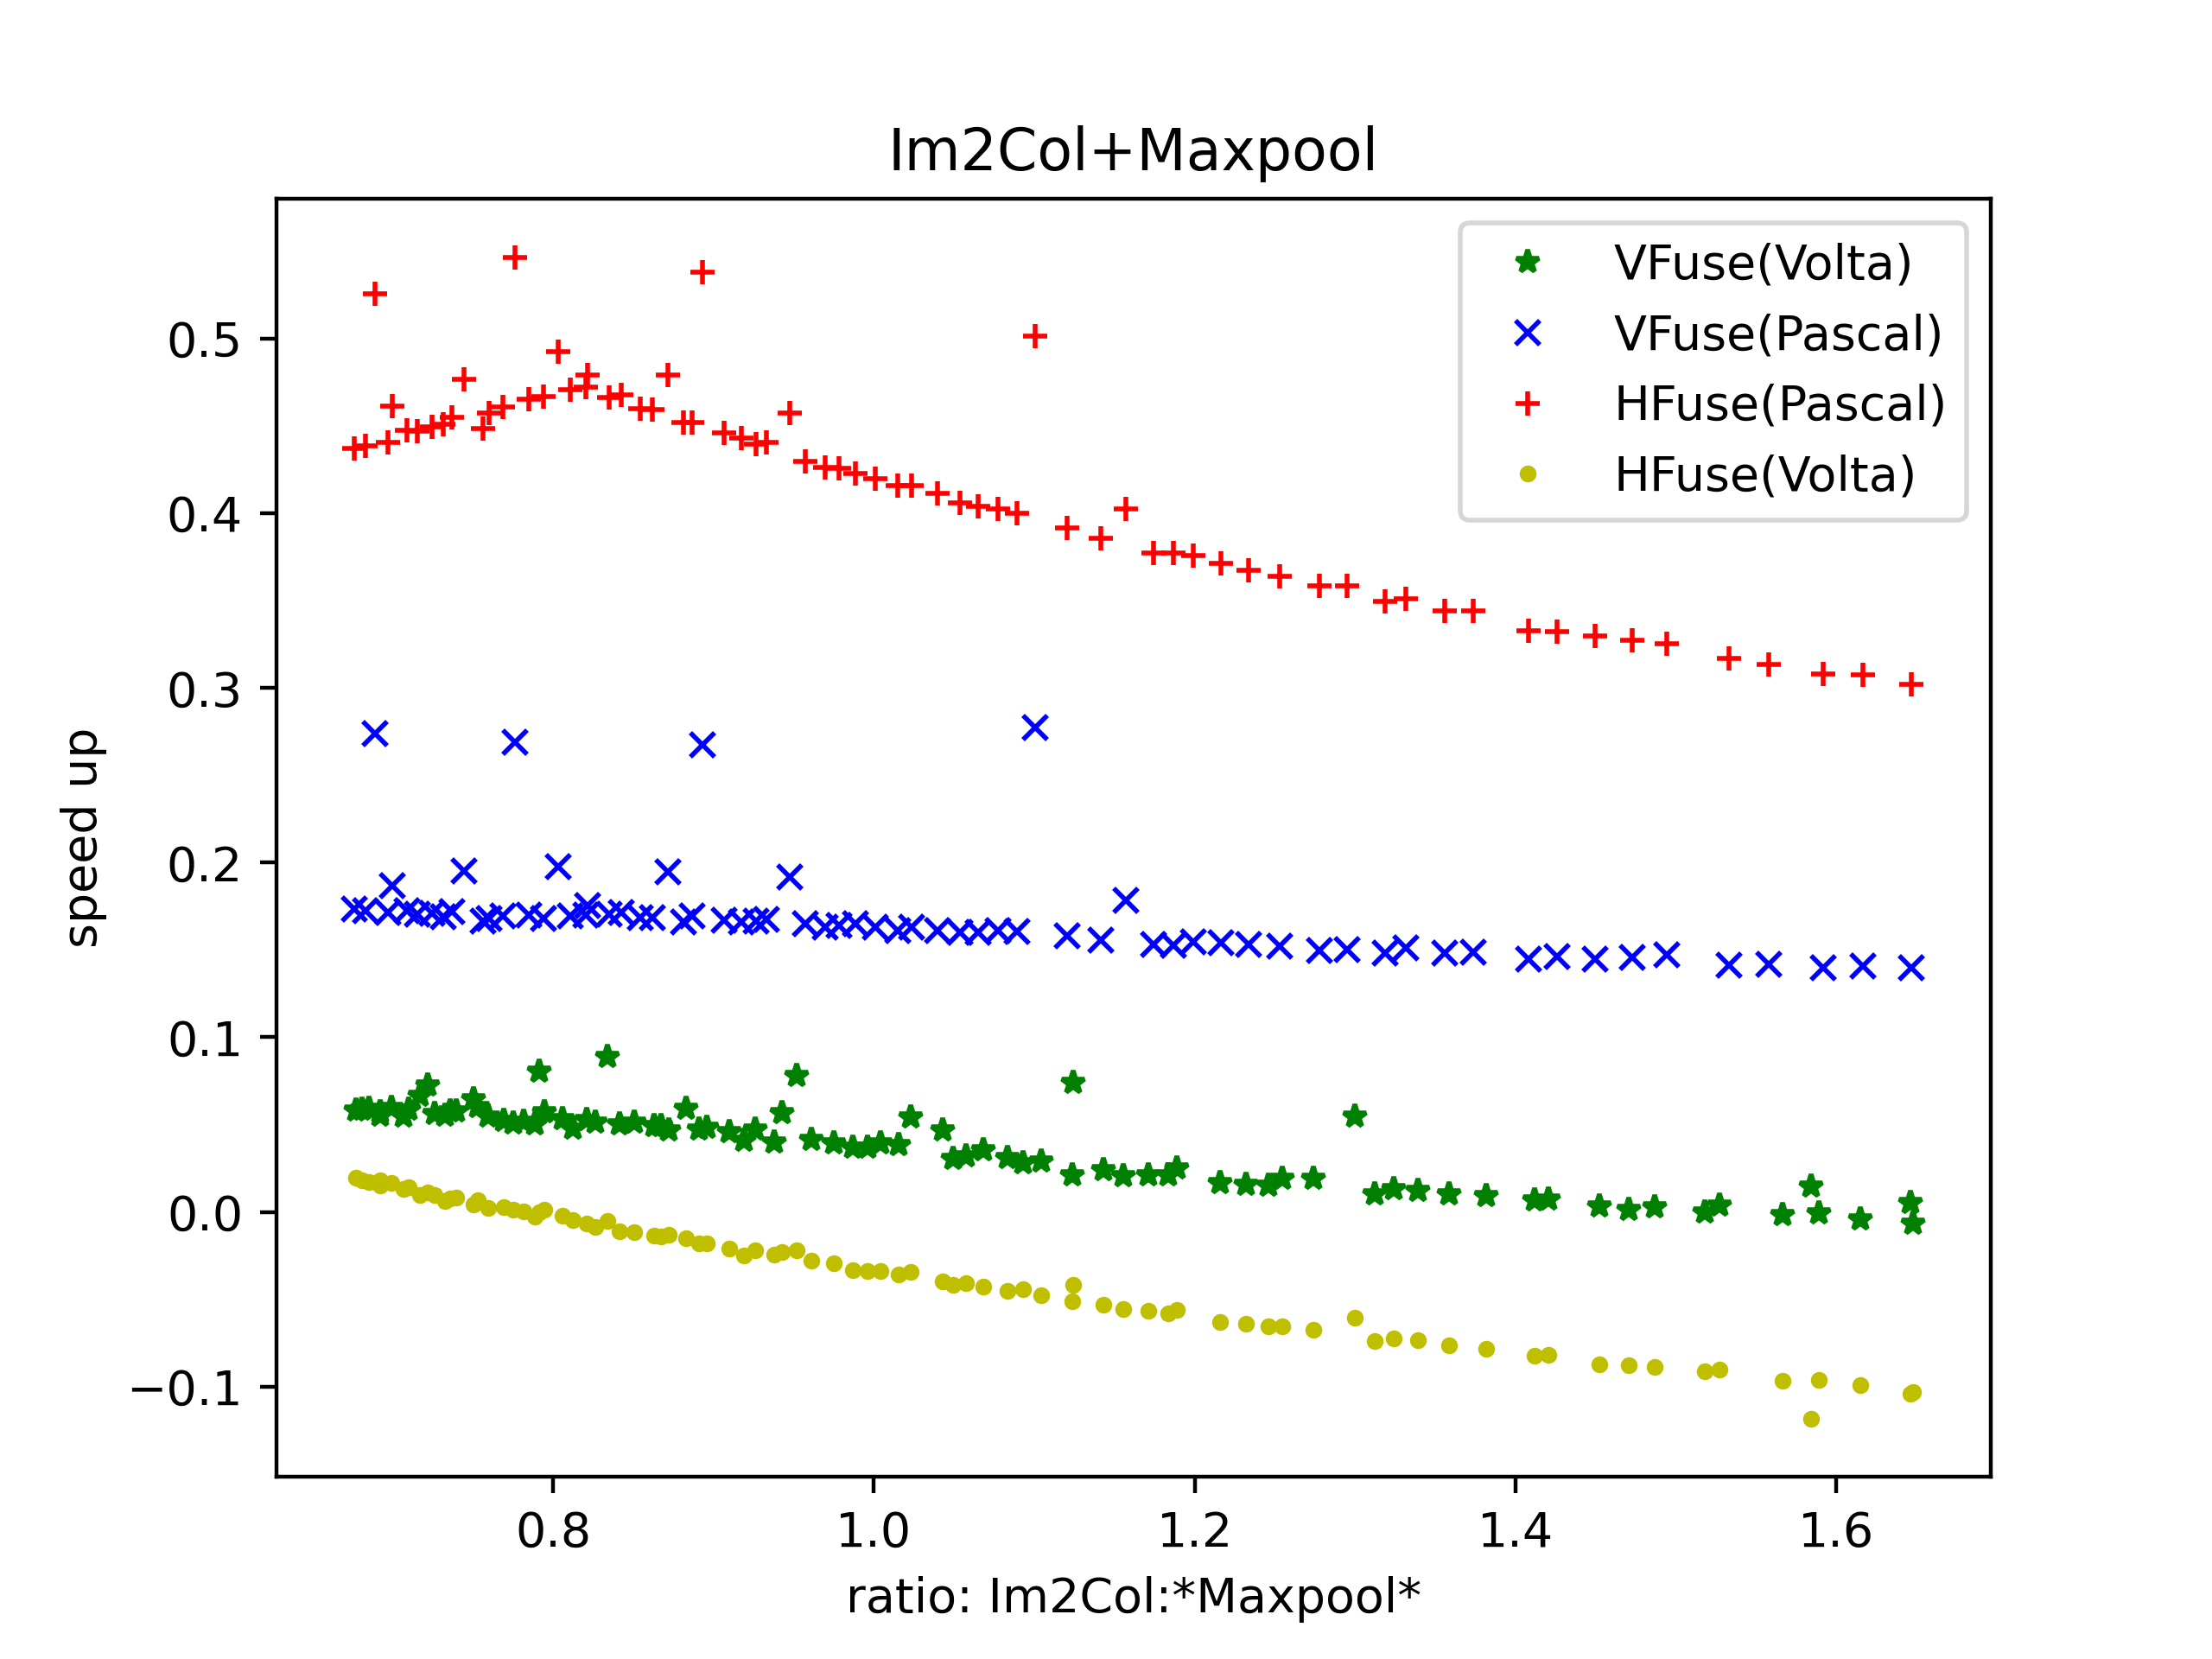 Im2Col+Maxpool
VFuse(Volta)
VFuse(Pascal)
HFuse(Pascal)
HFuse(Volta)
speed up
0.5
0.4
0.3
0.2
0.1
0.0
−0.1
0.8 1.0 1.2 1.4 1.6
ratio: Im2Col:*Maxpool*